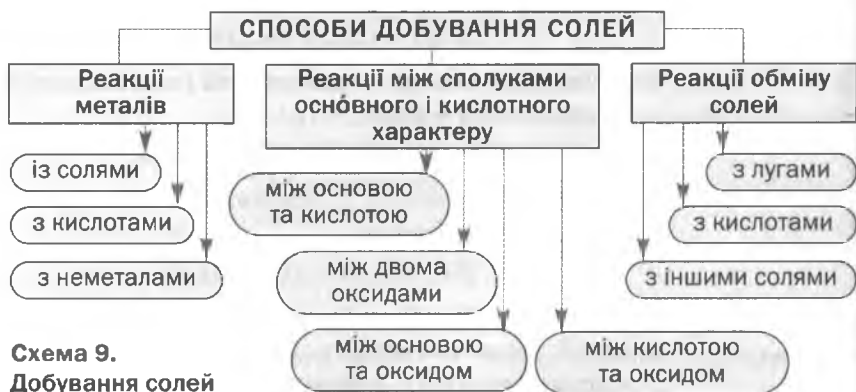 СПОСОБИ ДОБУВАННЯ СОЛЕЙ
Реакції
металів
із солями
з кислотами
з неметалами
Реакції між сполуками
оснóвного і кислотного
характеру
між основою
та кислотою
між двома
оксидами
між основою
та оксидом
між кислотою
та оксидом
Реакції обміну
солей
з лугами
з кислотами
з іншими солями
Схема 9.
Добування солей